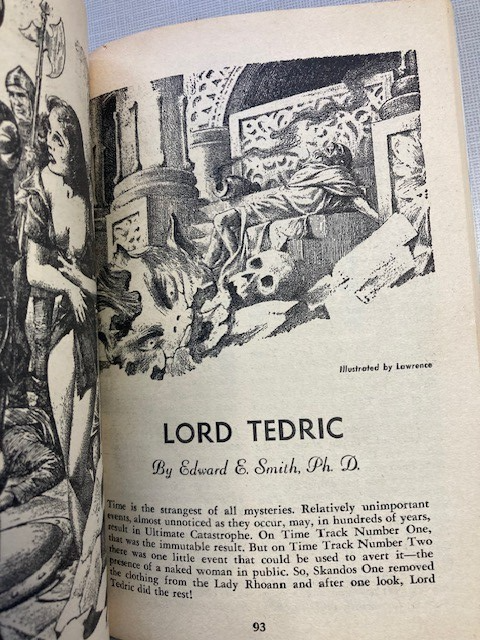 Illustrated by Lawrence
LORD TEDRIC
By Edward E. Smith, Ph. D.
Time is the strangest of all mysteries. Relatively unimportant
events, almost unnoticed as they occur, may, in hundreds of years,
result in Ultimate Catastrophe. On Time Track Number One,
that was the immutable result. But on Time Track Number Two
there was one little event that could be used to avert it—the
presence of a naked woman in public. So, Skandos One removed
the clothing from the Lady Rhoann and after one look, Lord
Tedric did the rest!
93